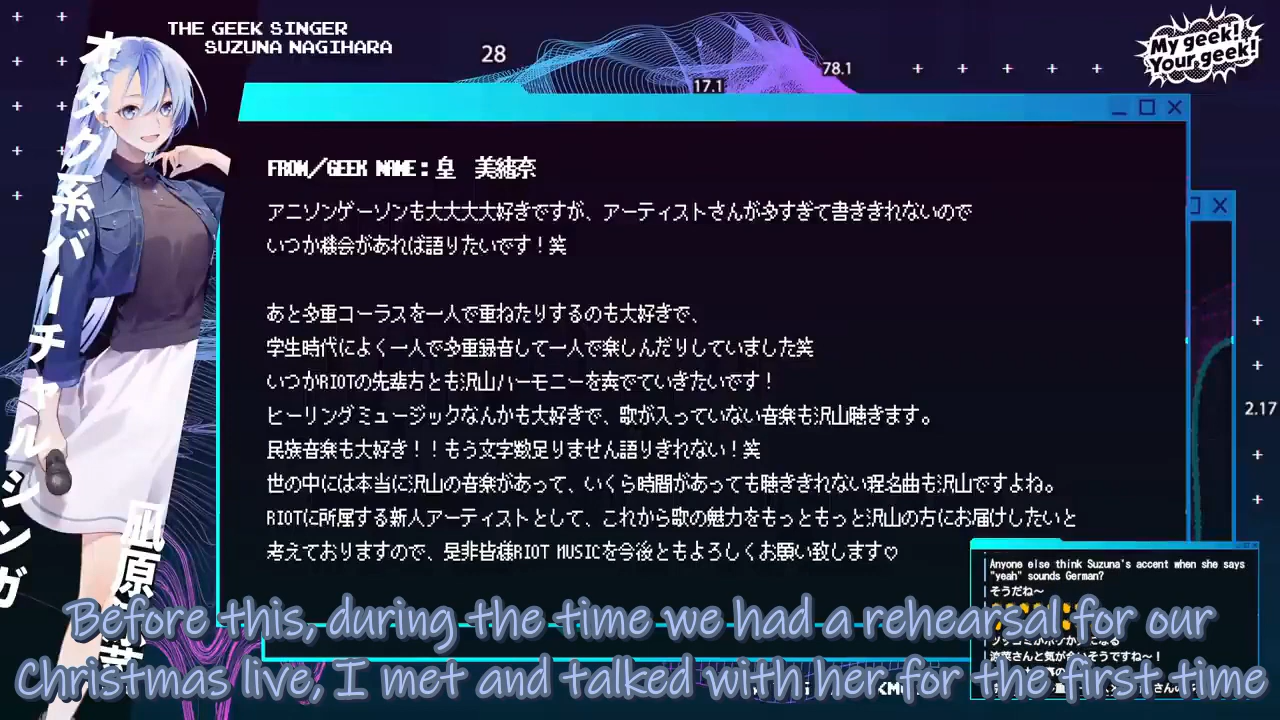 THE GEEK SINGER
SUZUNA NAGIHARA
My geek!
Your geek!
28
17.1
78.1
2.17
オタク系バーチャルシンガ
凪原
FROM/GEEK NAME：皇　美緒奈
アニソンゲーソンも大大大大好きですが、アーティストさんが多すぎて書ききれないので
いつか機会があれば語りたいです！笑
あと多重コーラスを一人で重ねたりするのも大好きで、
学生時代によく一人で多重録音して一人で楽しんだりしていました笑
いつかRIOTの先輩方とも沢山ハーモニーを奏でていきたいです！
ヒーリングミュージックなんかも大好きで、歌が入っていない音楽も沢山聴きます。
民族音楽も大好き！！もう文字数足りません語りきれない！笑
世の中には本当に沢山の音楽があって、いくら時間があっても聴ききれない程名曲も沢山ですよね。
RIOTに所属する新人アーティストとして、これから歌の魅力をもっともっと沢山の方にお届けしたいと
考えておりますので、是非皆様RIOT MUSICを今後ともよろしくお願い致します♡
Anyone else think Suzuna's accent when she says
"yeah" sounds German?
そうだね〜
Before this, during the time we had a rehearsal for our
Christmas live, I met and talked with her for the first time